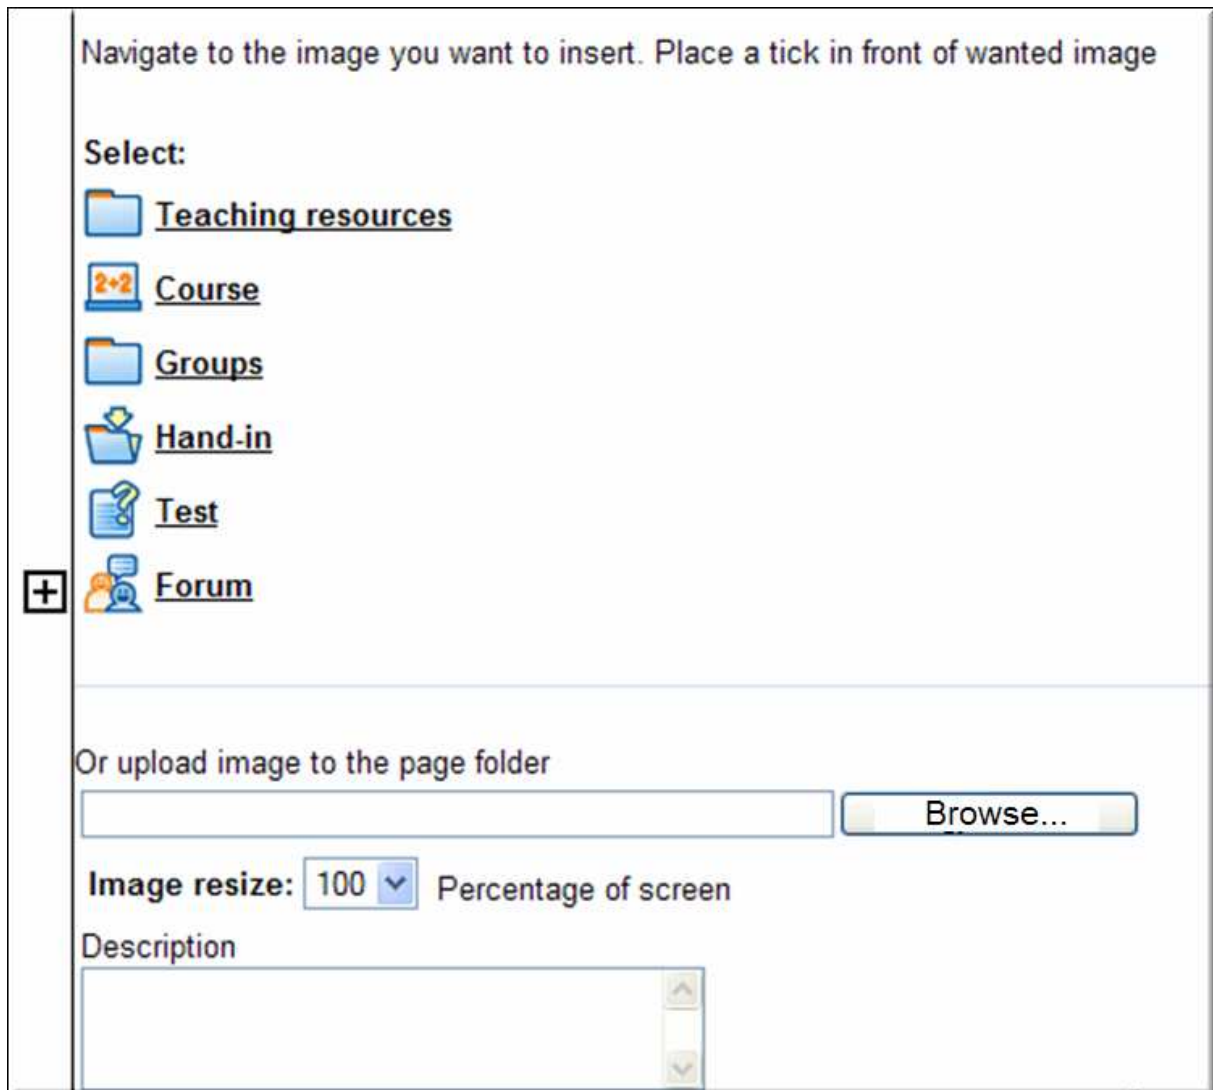 Navigate to the image you want to insert. Place a tick in front of wanted image
Select:
Teaching resources
2+2 Course
Groups
Hand-in
Test
Forum
Or upload image to the page folder
Browse...
Image resize: 100 Percentage of screen
Description